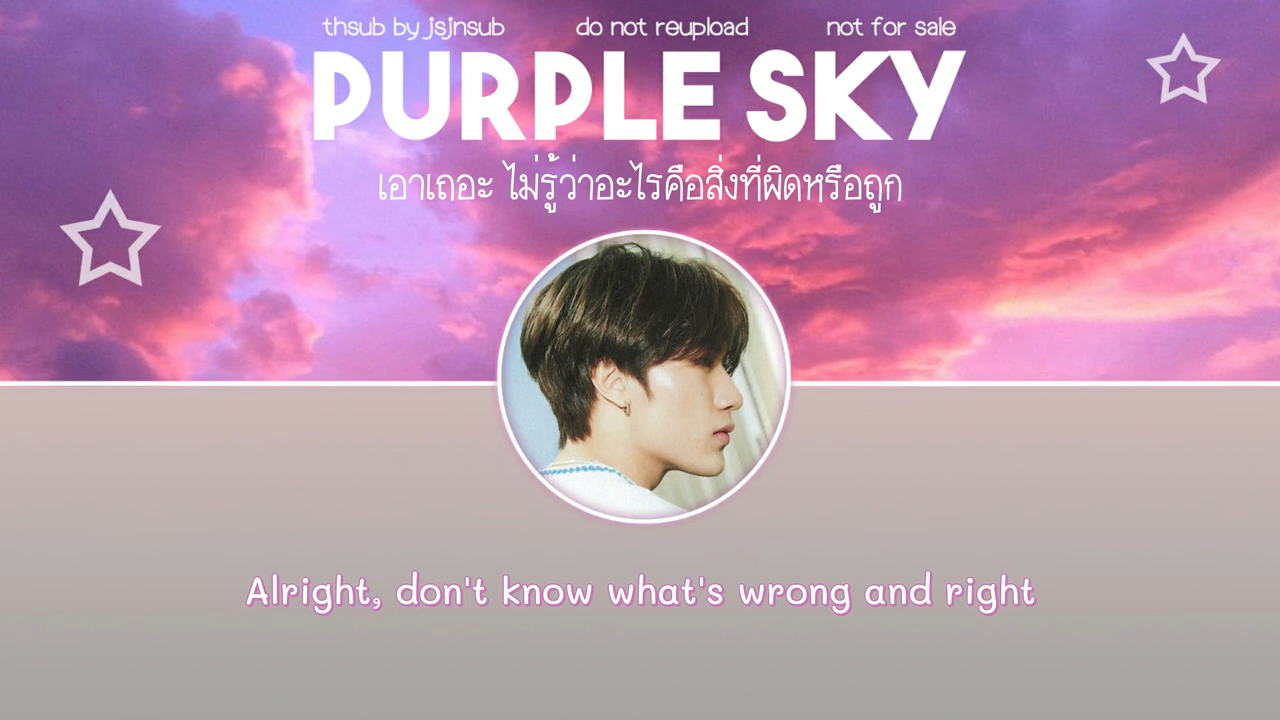 thsub by jsjnsub do not reupload not for sale
PURPLE SKY
เอาเถอะ ไม่รู้ว่าอะไรคือสิ่งที่ผิดหรือถูก
Alright, don't know what's wrong and right